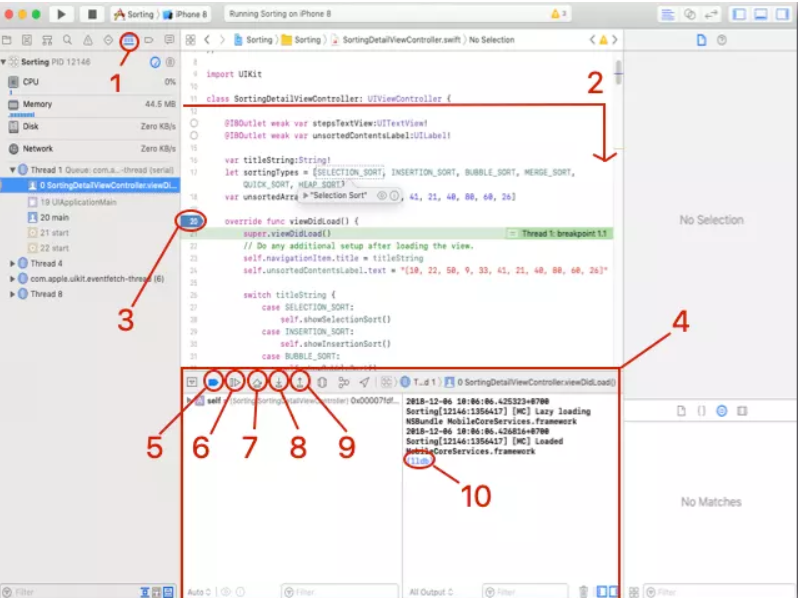 Sorting
iPhone 8
Running Sorting on iPhone 8
3
Sorting
Sorting
SortingDetailViewController.swift
No Selection
1
Sorting PID 12146
CPU
0%
Memory
44.5 MB
Disk
Zero KB/s
Network
Zero KB/s
Thread 1 Queue: com.a...-thread (serial)
0 SortingDetailViewController.viewDi...
19 UIApplicationMain
20 main
21 start
22 start
Thread 4
com.apple.uikit.eventfetch-thread (6)
Thread 8
Filter
2
import UIKit
class SortingDetailViewController: UIViewController {
@IBOutlet weak var stepsTextView:UITextView!
@IBOutlet weak var unsortedContentsLabel:UILabel!
var titleString:String!
let sortingTypes = [SELECTION_SORT, INSERTION_SORT, BUBBLE_SORT, MERGE_SORT,
QUICK_SORT, HEAP_SORT]
"Selection Sort"
var unsortedArra
, 41, 21, 40, 80, 60, 26]
20
override func viewDidLoad() {
super.viewDidLoad()
Thread 1: breakpoint 1.1
// Do any additional setup after loading the view.
self.navigationItem.title = titleString
self.unsortedContentsLabel.text = "[10, 22, 50, 9, 33, 41, 21, 40, 80, 60, 26]"
switch titleString {
case SELECTION_SORT:
self.showSelectionSort()
case INSERTION_SORT:
self.showInsertionSort()
case BUBBLE_SORT:
3
4
T...d 1
0 SortingDetailViewController.viewDidLoad()
self
(Sorting.SortingDetailViewController) 0x00007fdf...
5
6
7
8
9
2018-12-06 10:06:06.425323+0700
Sorting[12146:1356417] [MC] Lazy loading
NSBundle MobileCoreServices.framework
2018-12-06 10:06:06.426816+0700
Sorting[12146:1356417] [MC] Loaded
MobileCoreServices.framework
(lldb)
10
Auto
Filter
All Output
Filter
No Selection
No Matches
Filter